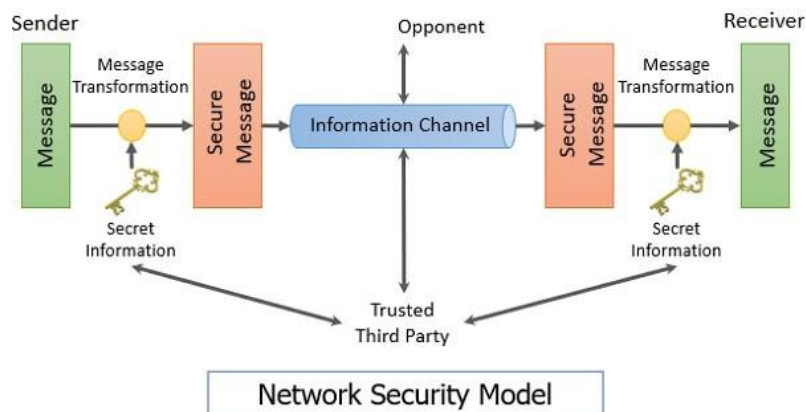 Sender
Opponent
Receiver
Message
Message
Transformation
Secure
Message
Information Channel
Secure
Message
Message
Transformation
Message
Secret
Information
Secret
Information
Trusted
Third Party
Network Security Model